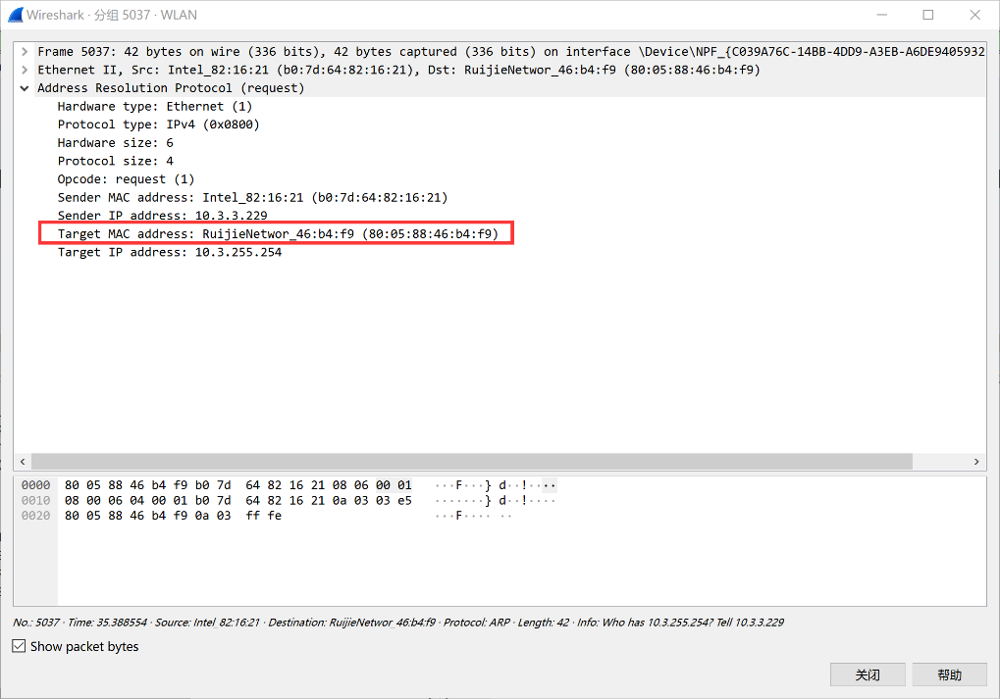 Wireshark · 分组 5037 · WLAN
Frame 5037: 42 bytes on wire (336 bits), 42 bytes captured (336 bits) on interface \Device\NPF_{C039A76C-14BB-4DD9-A3EB-A6DE9405932
Ethernet II, Src: Intel_82:16:21 (b0:7d:64:82:16:21), Dst: RuijieNetwor_46:b4:f9 (80:05:88:46:b4:f9)
Address Resolution Protocol (request)
Hardware type: Ethernet (1)
Protocol type: IPv4 (0x0800)
Hardware size: 6
Protocol size: 4
Opcode: request (1)
Sender MAC address: Intel_82:16:21 (b0:7d:64:82:16:21)
Sender IP address: 10.3.3.229
Target MAC address: RuijieNetwor_46:b4:f9 (80:05:88:46:b4:f9)
Target IP address: 10.3.255.254
0000 80 05 88 46 b4 f9 b0 7d 64 82 16 21 08 06 00 01 ···F···} d··!····
0010 08 00 06 04 00 01 b0 7d 64 82 16 21 0a 03 03 e5 ·······} d··!····
0020 80 05 88 46 b4 f9 0a 03 ff fe ···F···· ··
No.: 5037 · Time: 35.388554 · Source: Intel_82:16:21 · Destination: RuijieNetwor_46:b4:f9 · Protocol: ARP · Length: 42 · Info: Who has 10.3.255.254? Tell 10.3.3.229
Show packet bytes
关闭 帮助